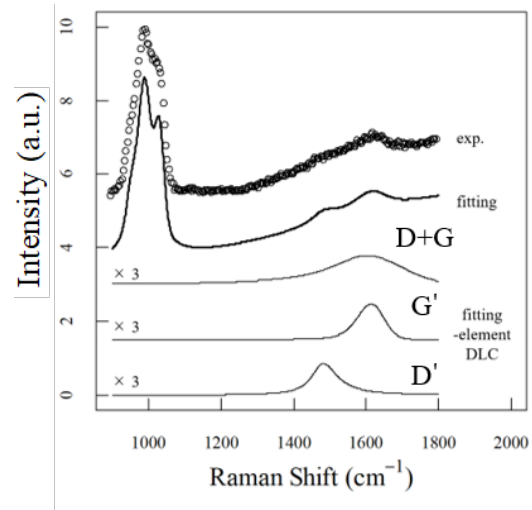 10
8
6
4
2
0
Intensity (a.u.)
exp.
fitting
D+G
× 3
G'
× 3
fitting
-element
DLC
D'
× 3
1000 1200 1400 1600 1800 2000
Raman Shift (cm⁻¹)